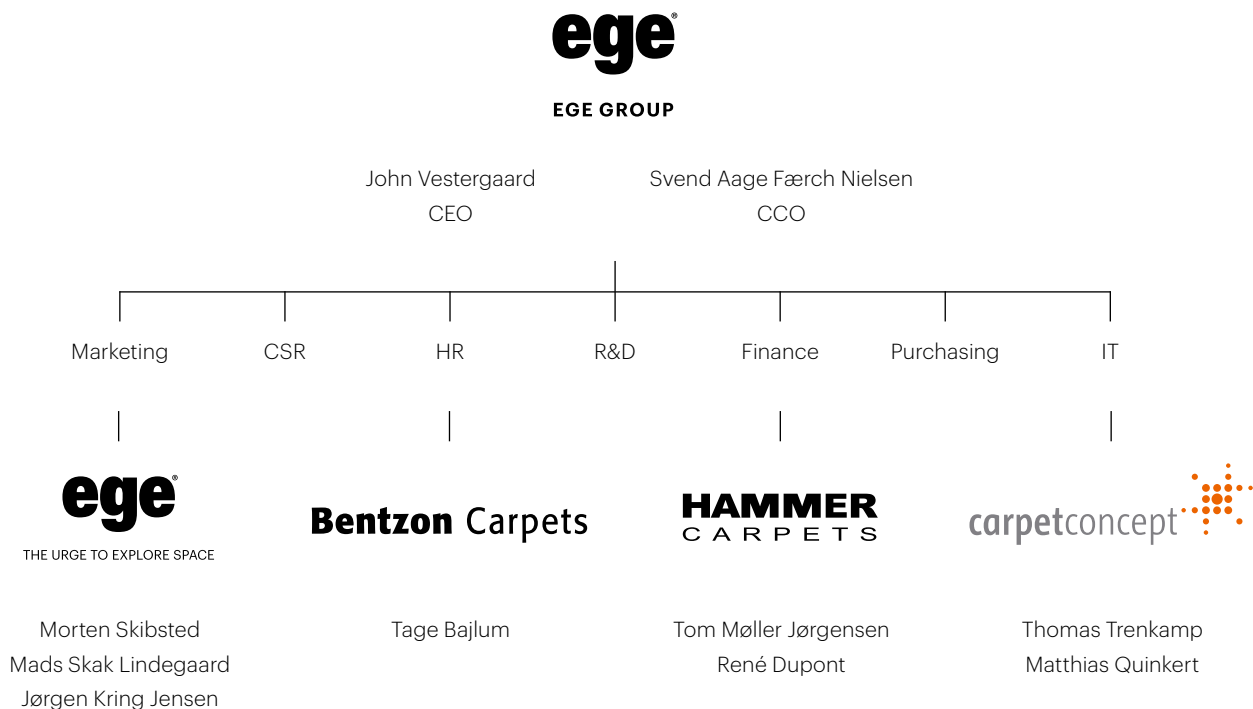 ege®
EGE GROUP
John Vestergaard
CEO
Svend Aage Færch Nielsen
CCO
Marketing
CSR
HR
R&D
Finance
Purchasing
IT
ege®
THE URGE TO EXPLORE SPACE
Morten Skibsted
Mads Skak Lindegaard
Jørgen Kring Jensen
Bentzon Carpets
Tage Bajlum
HAMMER
CARPETS
Tom Møller Jørgensen
René Dupont
carpetconcept
Thomas Trenkamp
Matthias Quinkert